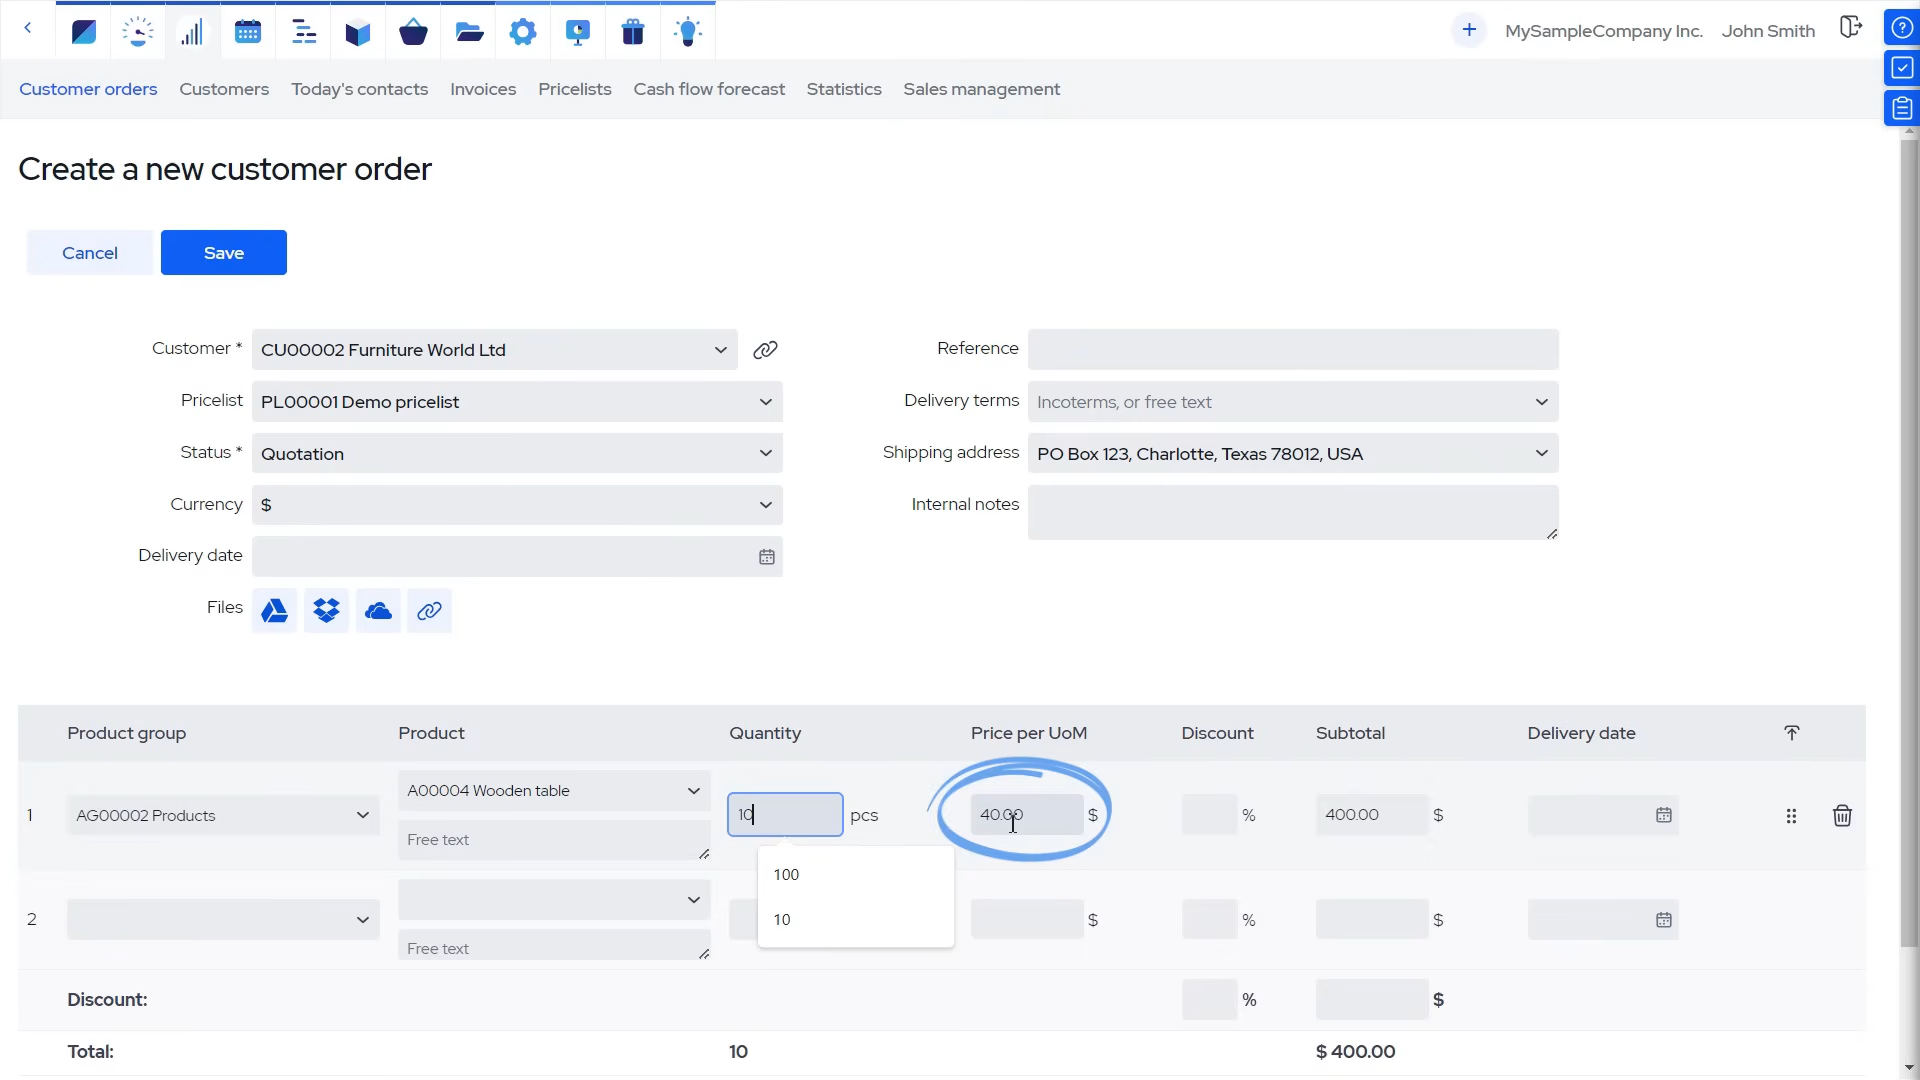 MySampleCompany Inc. John Smith
Customer orders Customers Today's contacts Invoices Pricelists Cash flow forecast Statistics Sales management
Create a new customer order
Cancel Save
Customer * CU00002 Furniture World Ltd
Pricelist PL00001 Demo pricelist
Status * Quotation
Currency $
Delivery date
Files
Reference
Delivery terms Incoterms, or free text
Shipping address PO Box 123, Charlotte, Texas 78012, USA
Internal notes
Product group Product Quantity Price per UoM Discount Subtotal Delivery date
1 AG00002 Products A00004 Wooden table 10 pcs 40.00 $ % 400.00 $
Free text
100
10
2 $ % $
Free text
Discount: % $
Total: 10 $ 400.00